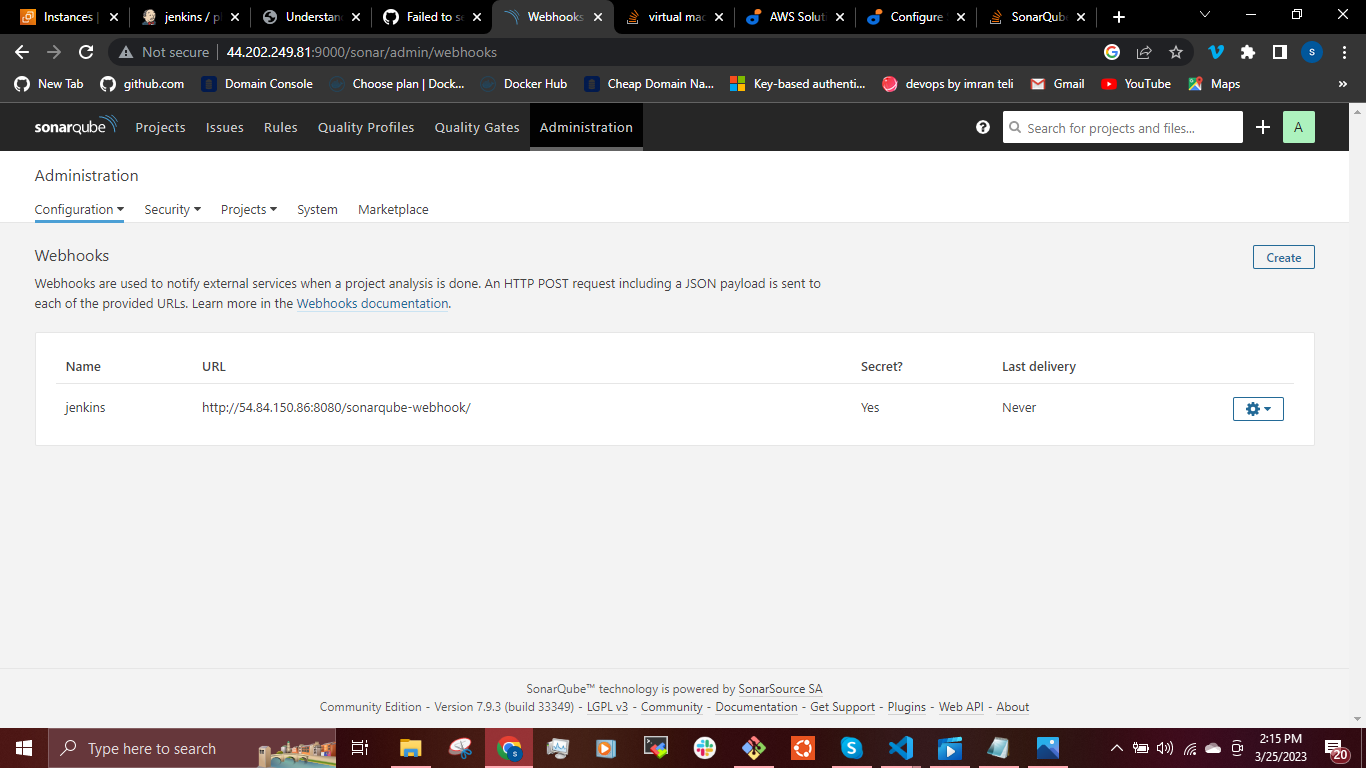 Instances |
jenkins / pi
Understan
Failed to se
Webhooks
virtual mac
AWS Solut
Configure S
SonarQube
Not secure 44.202.249.81:9000/sonar/admin/webhooks
s
New Tab github.com Domain Console Choose plan | Dock... Docker Hub Cheap Domain Na... Key-based authenti... devops by imran teli Gmail YouTube Maps »
sonarqube Projects Issues Rules Quality Profiles Quality Gates Administration Search for projects and files... A
Administration
Configuration Security Projects System Marketplace
Webhooks
Create
Webhooks are used to notify external services when a project analysis is done. An HTTP POST request including a JSON payload is sent to
each of the provided URLs. Learn more in the Webhooks documentation.
Name URL Secret? Last delivery
jenkins http://54.84.150.86:8080/sonarqube-webhook/ Yes Never
SonarQube™ technology is powered by SonarSource SA
Community Edition - Version 7.9.3 (build 33349) - LGPL v3 - Community - Documentation - Get Support - Plugins - Web API - About
Type here to search
2:15 PM
3/25/2023
20